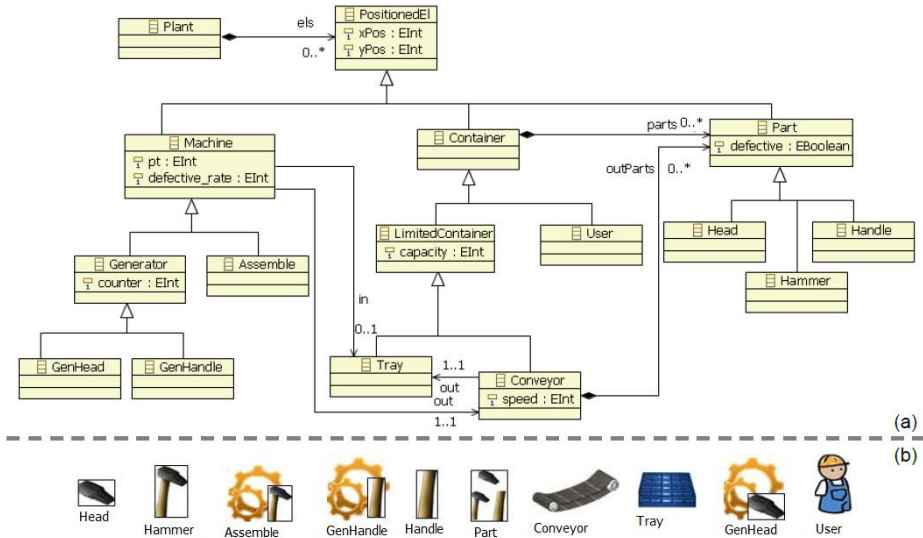 Plant
els
0..*
PositionedEl
xPos : EInt
yPos : EInt
Machine
pt : EInt
defective_rate : EInt
Container
parts 0..*
Part
defective : EBoolean
outParts 0..*
LimitedContainer
capacity : EInt
User
Head
Handle
Hammer
Generator
counter : EInt
Assemble
in
0..1
GenHead
GenHandle
Tray
1..1
out
out
1..1
Conveyor
speed : EInt
(a)
(b)
Head
Hammer
Assemble
GenHandle
Handle
Part
Conveyor
Tray
GenHead
User